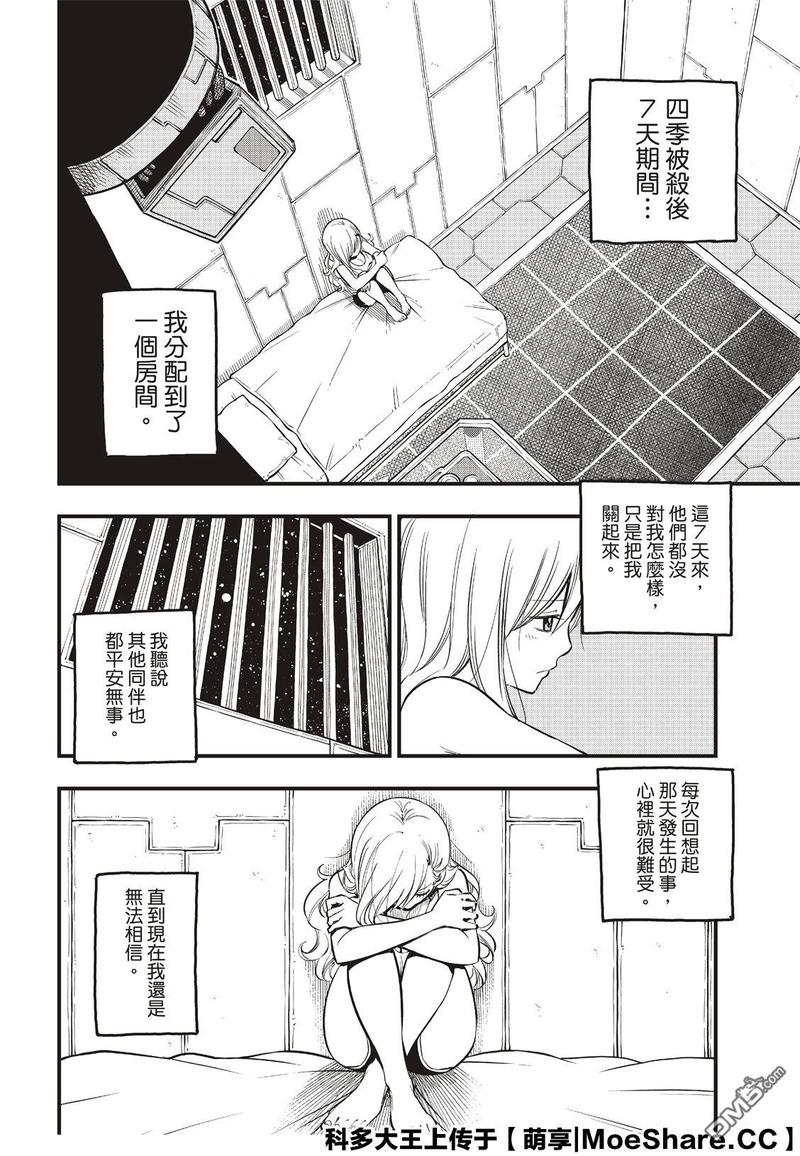 四季被殺後
7天期間…
我分配到了
一個房間。
這7天來，
他們都沒
對我怎麼樣，
只是把我
關起來。
我聽說
其他同伴也
都平安無事。
每次回想起
那天發生的事，
心裡就很難受。
直到現在我還是
無法相信。
科多大王上传于【萌享|MoeShare.CC】